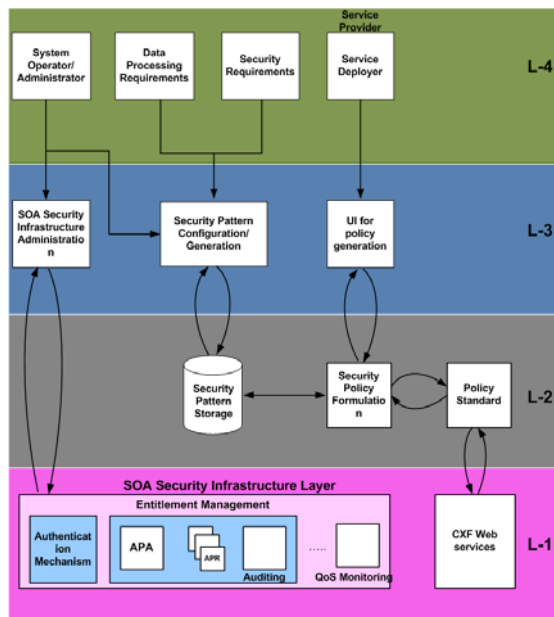 Service
Provider
System
Operator/
Administrator
Data
Processing
Requirements
Security
Requirements
Service
Deployer
L-4
SOA Security
Infrastructure
Administratio
n
Security Pattern
Configuration/
Generation
UI for
policy
generation
L-3
Security
Pattern
Storage
Security
Policy
Formulatio
n
Policy
Standard
L-2
SOA Security Infrastructure Layer
Entitlement Management
Authenticat
ion
Mechanism
APA
APR
Auditing
.....
QoS Monitoring
CXF Web
services
L-1